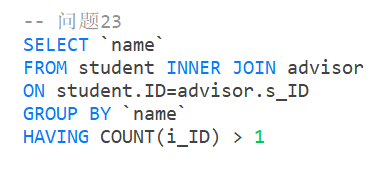 -- 问题23
SELECT `name`
FROM student INNER JOIN advisor
ON student.ID=advisor.s_ID
GROUP BY `name`
HAVING COUNT(i_ID) > 1